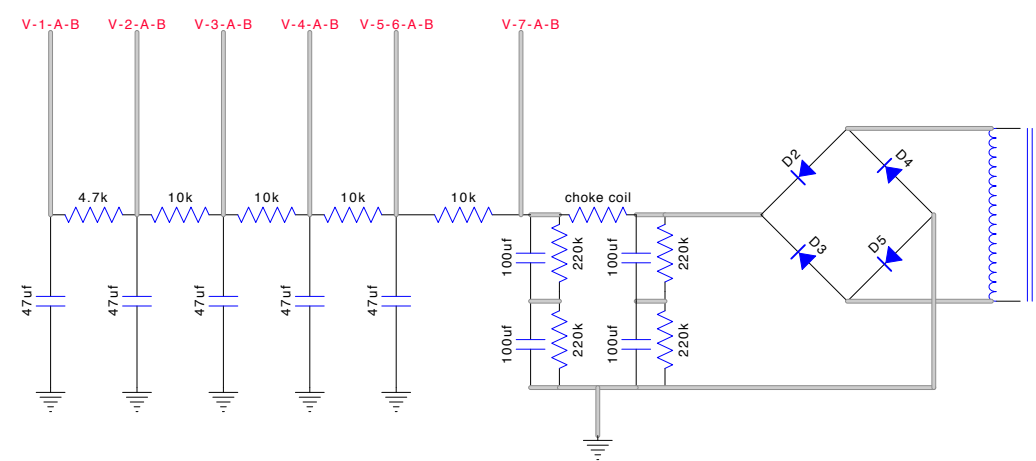 V-1-A-B
V-2-A-B
V-3-A-B
V-4-A-B
V-5-6-A-B
V-7-A-B
D2
D4
4.7k
10k
10k
10k
10k
choke coil
100uf
220k
100uf
220k
D3
D5
47uf
47uf
47uf
47uf
47uf
100uf
220k
100uf
220k